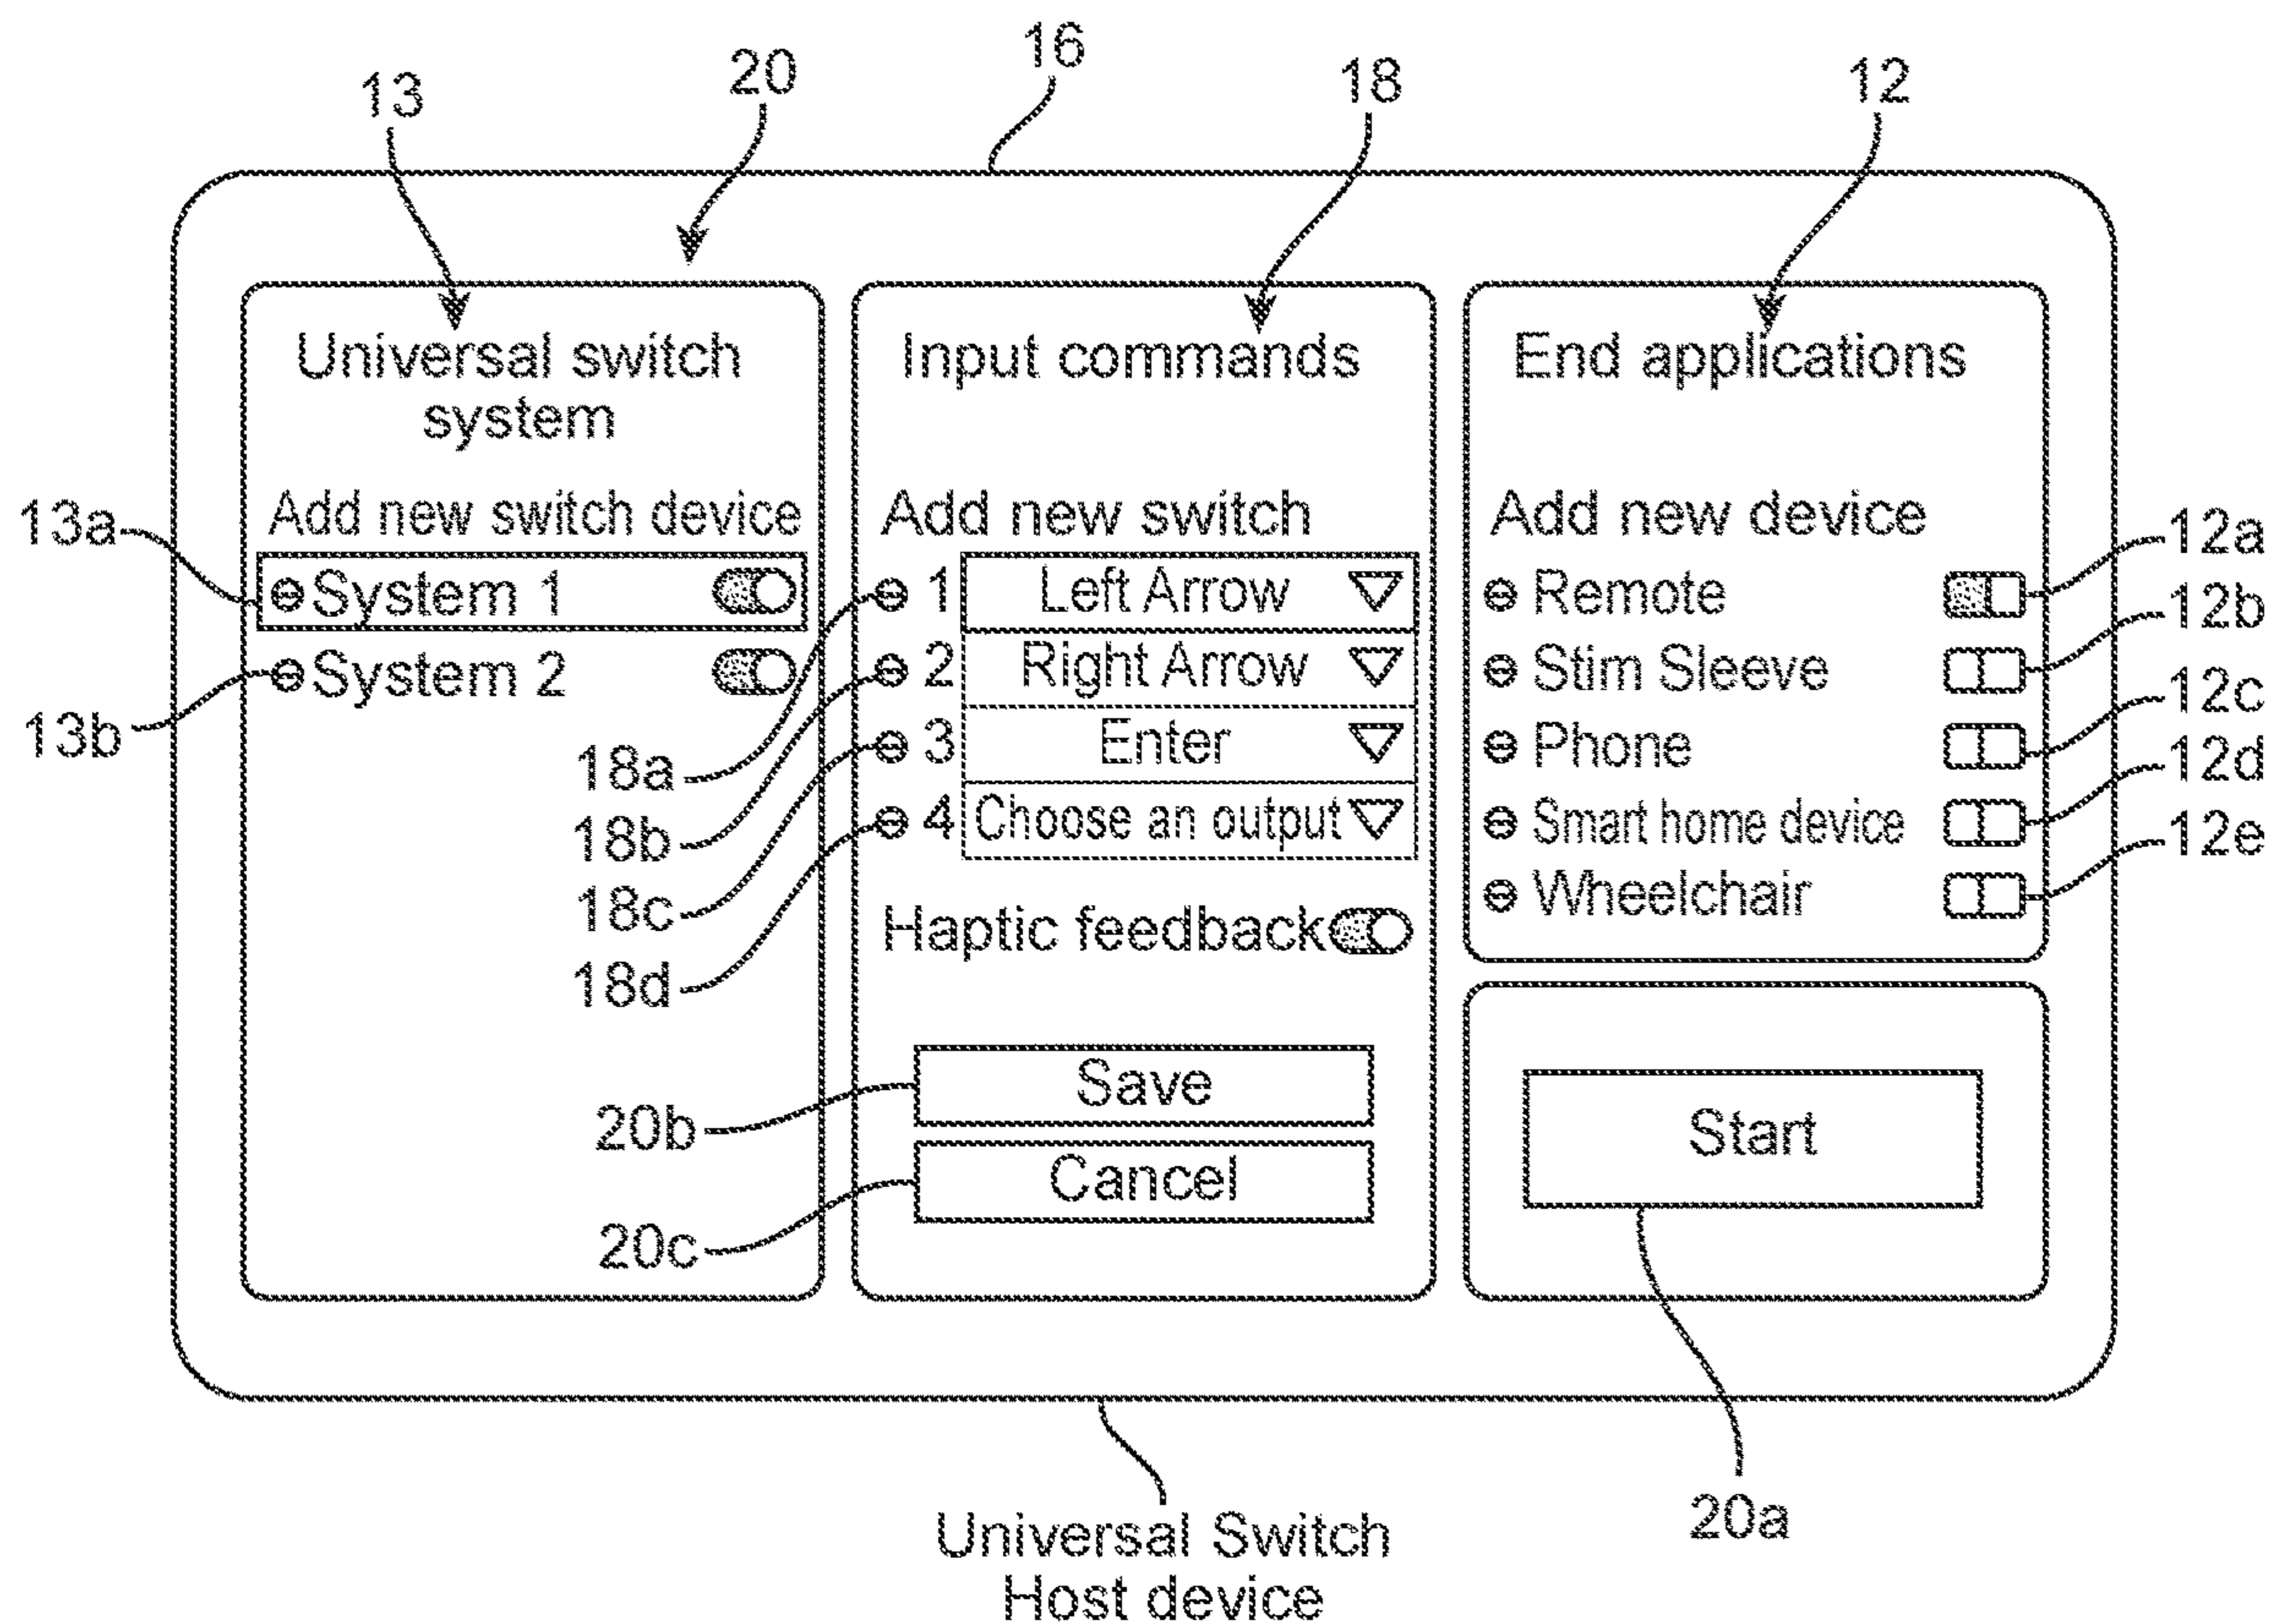 16
20
18
12
13
Universal switch
system
Add new switch device
13a
System 1
System 2
13b
Input commands
Add new switch
1 Left Arrow
2 Right Arrow
3 Enter
4 Choose an output
18a
18b
18c
18d
Haptic feedback
Save
20b
Cancel
20c
End applications
Add new device
Remote
12a
Stim Sleeve
12b
Phone
12c
Smart home device
12d
Wheelchair
12e
Start
20a
Universal Switch
Host device